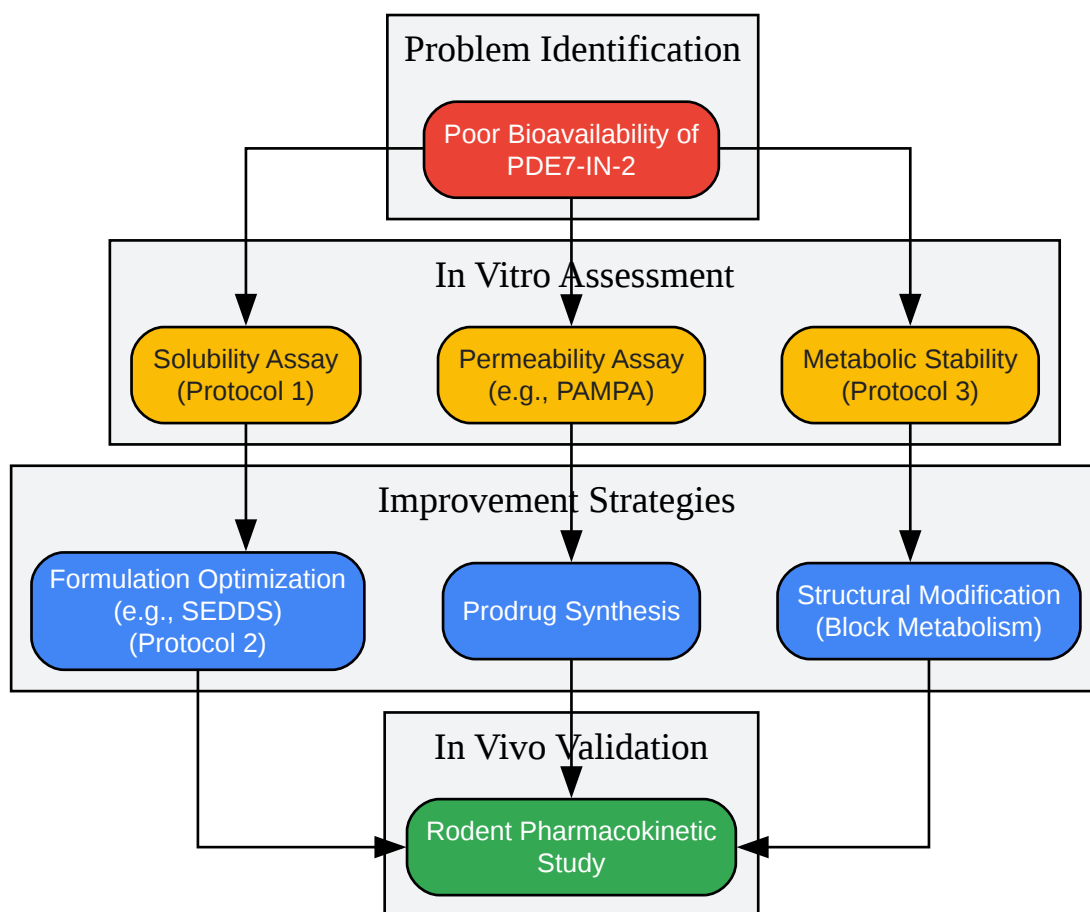 Problem Identification
Poor Bioavailability of
PDE7-IN-2
In Vitro Assessment
Solubility Assay
(Protocol 1)
Permeability Assay
(e.g., PAMPA)
Metabolic Stability
(Protocol 3)
Improvement Strategies
Formulation Optimization
(e.g., SEDDS)
(Protocol 2)
Prodrug Synthesis
Structural Modification
(Block Metabolism)
In Vivo Validation
Rodent Pharmacokinetic
Study